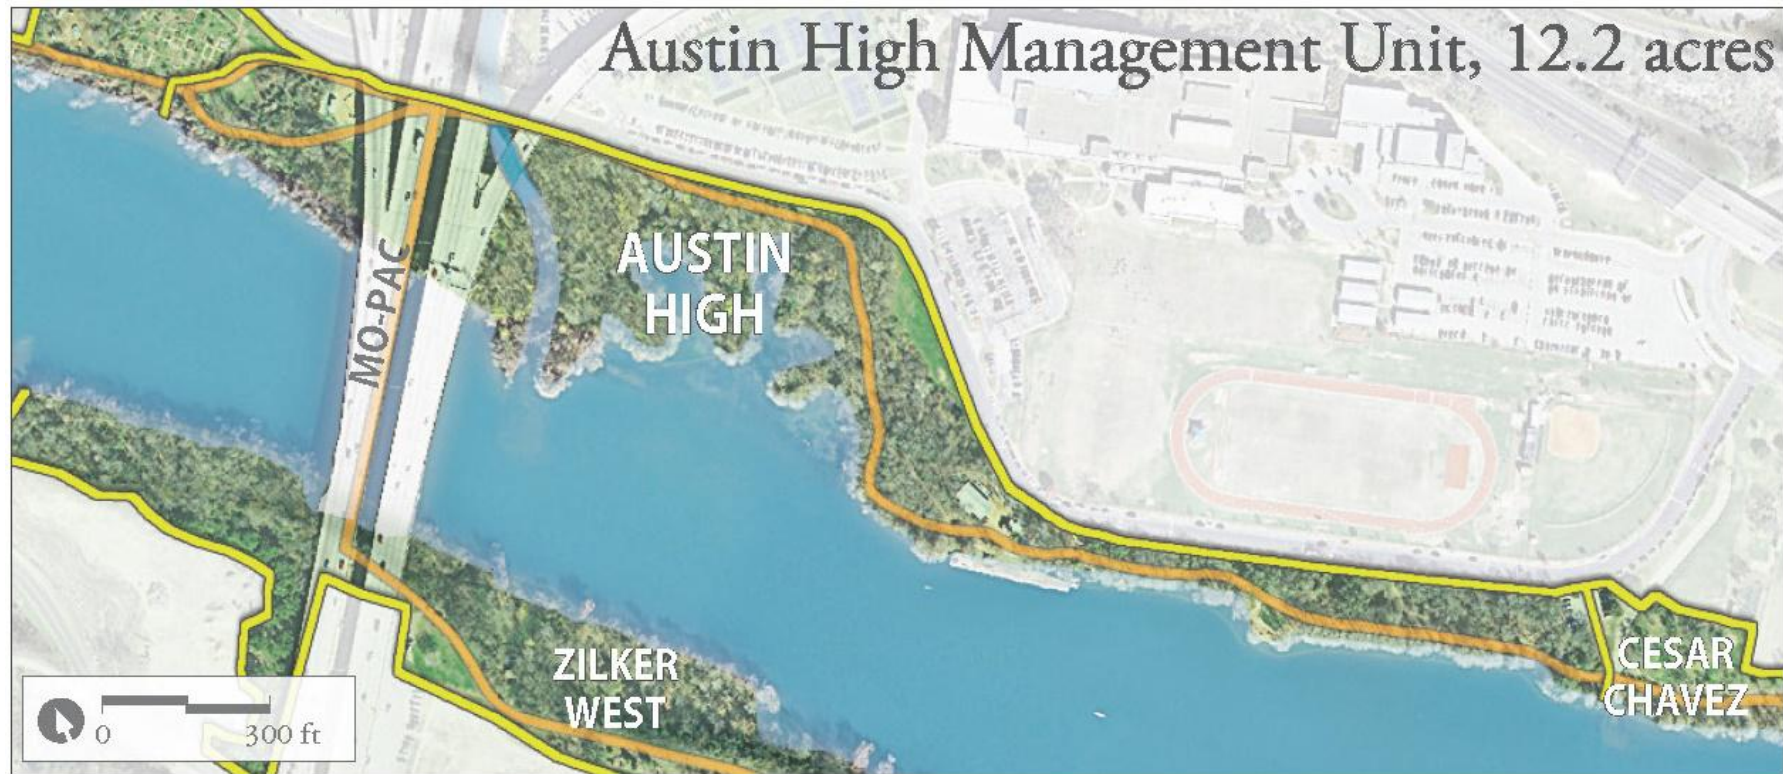 Austin High Management Unit, 12.2 acres
MO-PAC
AUSTIN
HIGH
ZILKER
WEST
CESAR
CHAVEZ
0 300 ft